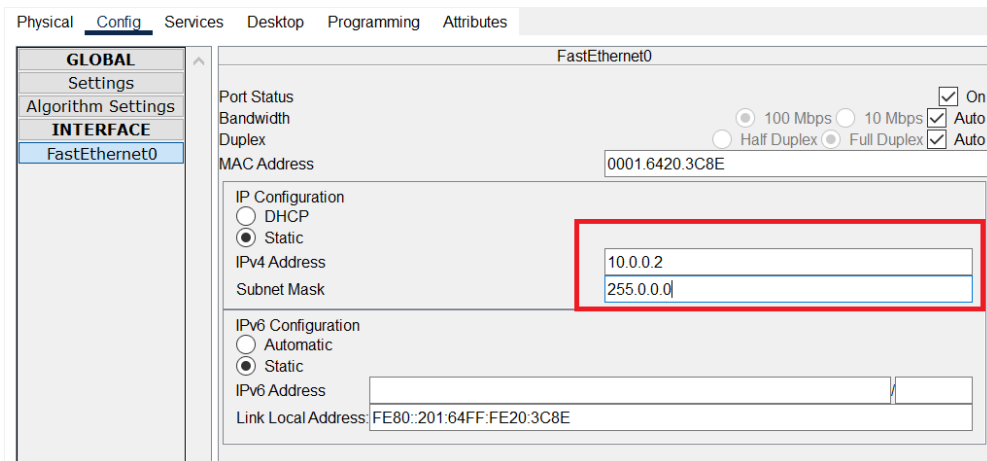 Physical Config Services Desktop Programming Attributes
GLOBAL
Settings
Algorithm Settings
INTERFACE
FastEthernet0
FastEthernet0
Port Status On
Bandwidth 100 Mbps 10 Mbps Auto
Duplex Half Duplex Full Duplex Auto
MAC Address 0001.6420.3C8E
IP Configuration
DHCP
Static
IPv4 Address 10.0.0.2
Subnet Mask 255.0.0.0
IPv6 Configuration
Automatic
Static
IPv6 Address /
Link Local Address: FE80::201:64FF:FE20:3C8E